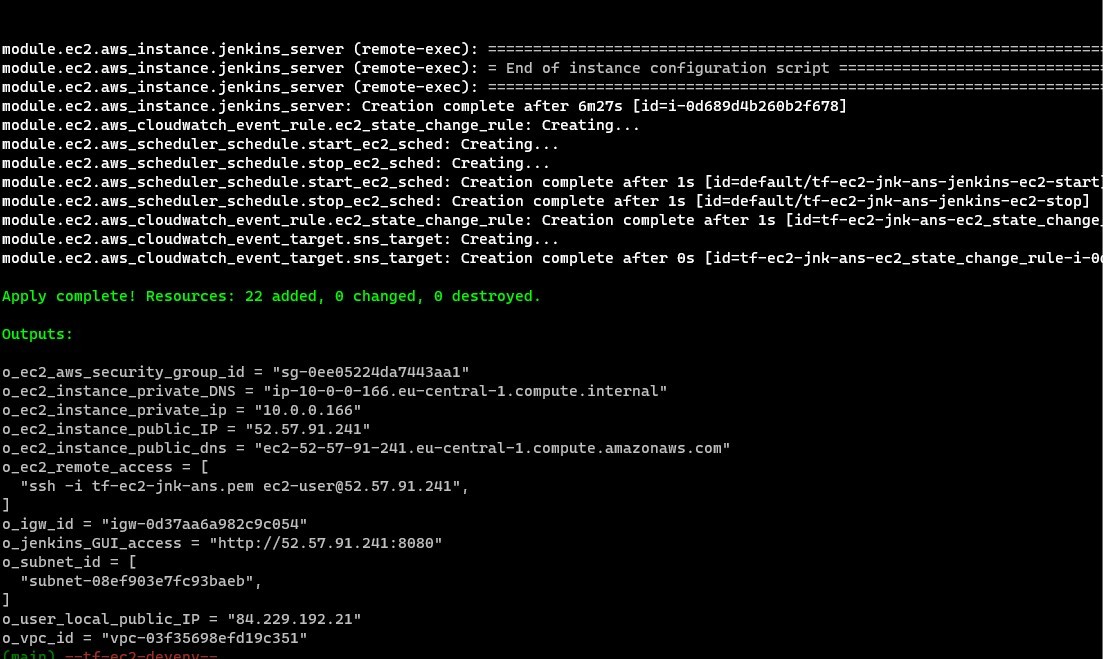 module.ec2.aws_instance.jenkins_server (remote-exec): ====================================================================
module.ec2.aws_instance.jenkins_server (remote-exec): = End of instance configuration script =============================
module.ec2.aws_instance.jenkins_server (remote-exec): ====================================================================
module.ec2.aws_instance.jenkins_server: Creation complete after 6m27s [id=i-0d689d4b260b2f678]
module.ec2.aws_cloudwatch_event_rule.ec2_state_change_rule: Creating...
module.ec2.aws_scheduler_schedule.start_ec2_sched: Creating...
module.ec2.aws_scheduler_schedule.stop_ec2_sched: Creating...
module.ec2.aws_scheduler_schedule.start_ec2_sched: Creation complete after 1s [id=default/tf-ec2-jnk-ans-jenkins-ec2-start]
module.ec2.aws_scheduler_schedule.stop_ec2_sched: Creation complete after 1s [id=default/tf-ec2-jnk-ans-jenkins-ec2-stop]
module.ec2.aws_cloudwatch_event_rule.ec2_state_change_rule: Creation complete after 1s [id=tf-ec2-jnk-ans-ec2_state_change_
module.ec2.aws_cloudwatch_event_target.sns_target: Creating...
module.ec2.aws_cloudwatch_event_target.sns_target: Creation complete after 0s [id=tf-ec2-jnk-ans-ec2_state_change_rule-i-0d
Apply complete! Resources: 22 added, 0 changed, 0 destroyed.
Outputs:
o_ec2_aws_security_group_id = "sg-0ee05224da7443aa1"
o_ec2_instance_private_DNS = "ip-10-0-0-166.eu-central-1.compute.internal"
o_ec2_instance_private_ip = "10.0.0.166"
o_ec2_instance_public_IP = "52.57.91.241"
o_ec2_instance_public_dns = "ec2-52-57-91-241.eu-central-1.compute.amazonaws.com"
o_ec2_remote_access = [
  "ssh -i tf-ec2-jnk-ans.pem ec2-user@52.57.91.241",
]
o_igw_id = "igw-0d37aa6a982c9c054"
o_jenkins_GUI_access = "http://52.57.91.241:8080"
o_subnet_id = [
  "subnet-08ef903e7fc93baeb",
]
o_user_local_public_IP = "84.229.192.21"
o_vpc_id = "vpc-03f35698efd19c351"
(main) --tf-ec2-devenv--